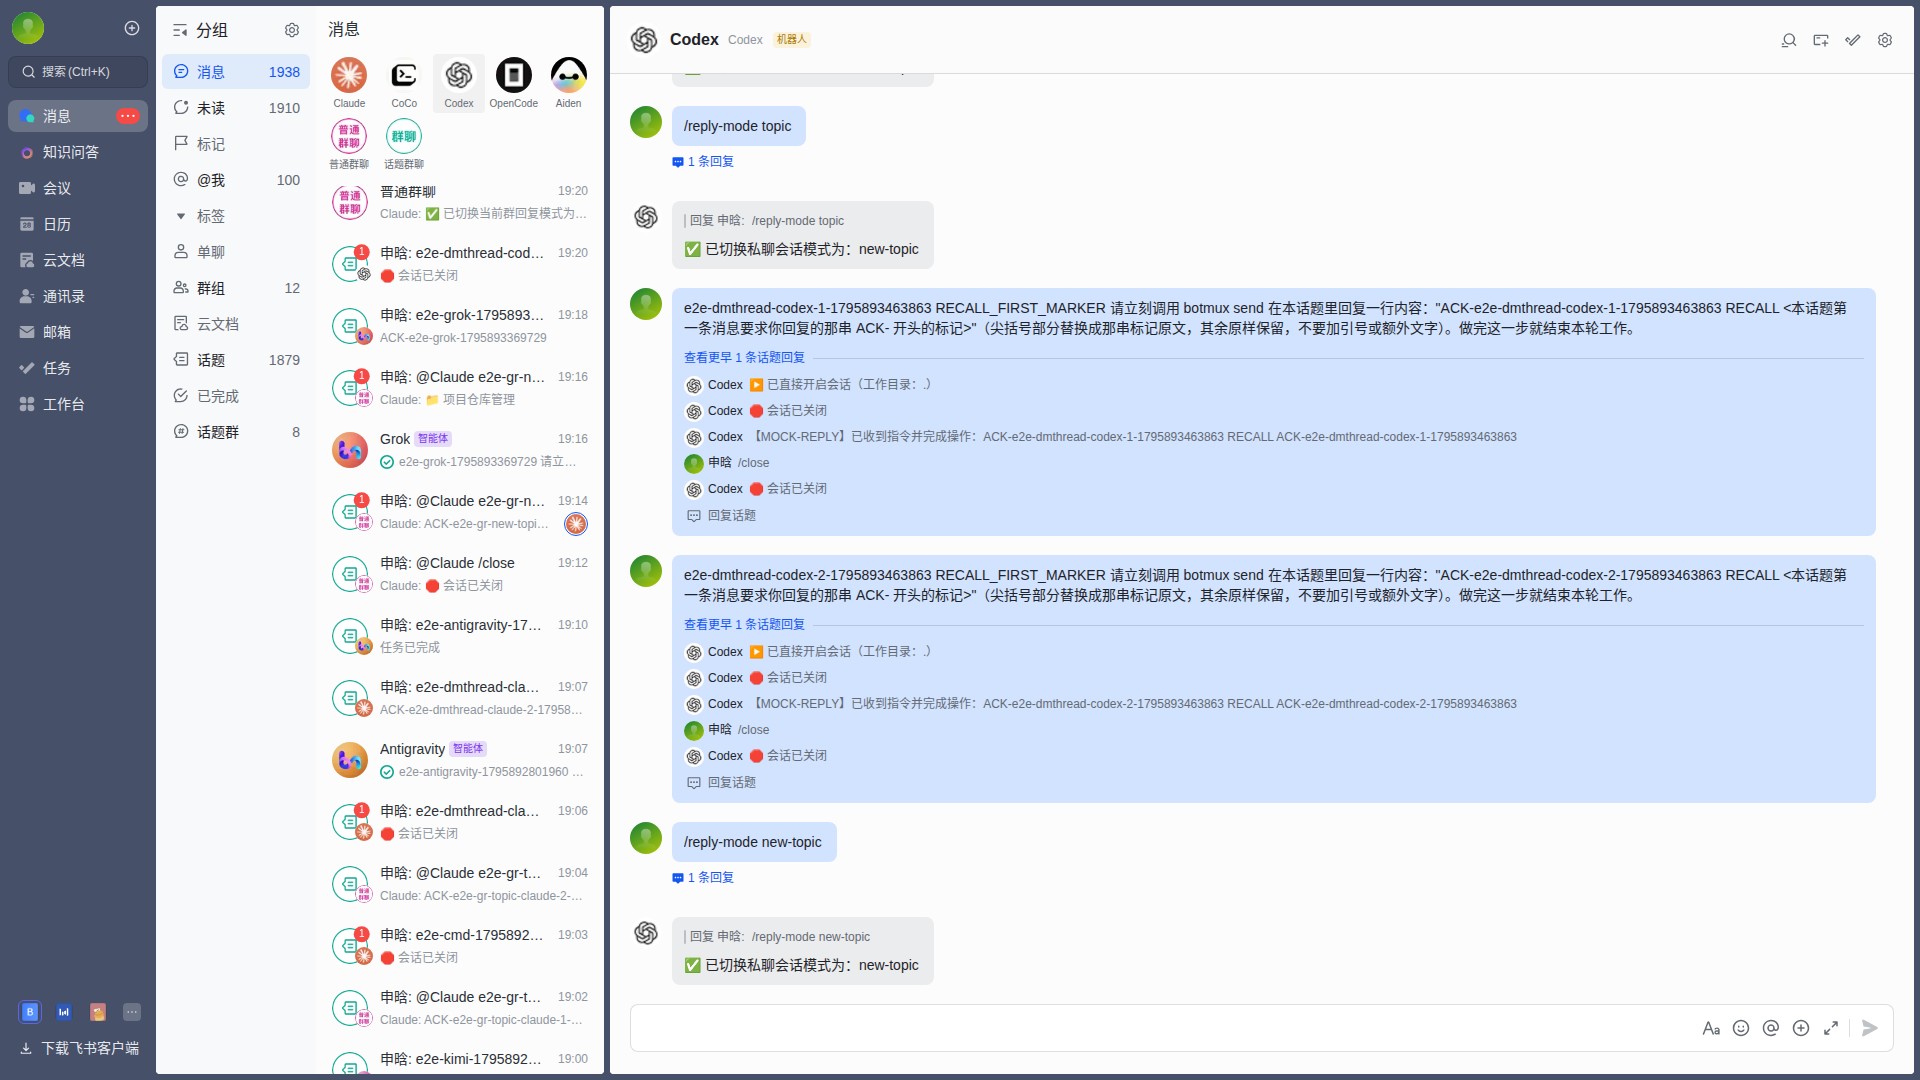 搜索 (Ctrl+K)
消息
知识问答
会议
日历
云文档
通讯录
邮箱
任务
工作台
下载飞书客户端
分组
消息 1938
未读 1910
标记
@我 100
标签
单聊
群组 12
云文档
话题 1879
已完成
话题群 8
消息
Claude
CoCo
Codex
OpenCode
Aiden
普通群聊
普通群聊
群聊
话题群聊
普通群聊
普通群聊 19:20
Claude: ✅ 已切换当前群回复模式为…
1
申晗: e2e-dmthread-cod… 19:20
会话已关闭
申晗: e2e-grok-1795893… 19:18
ACK-e2e-grok-1795893369729
1
申晗: @Claude e2e-gr-n… 19:16
Claude: 📁 项目仓库管理
Grok 智能体 19:16
e2e-grok-1795893369729 请立…
1
申晗: @Claude e2e-gr-n… 19:14
Claude: ACK-e2e-gr-new-topi…
申晗: @Claude /close 19:12
Claude: 🛑 会话已关闭
申晗: e2e-antigravity-17… 19:10
任务已完成
申晗: e2e-dmthread-cla… 19:07
ACK-e2e-dmthread-claude-2-17958…
Antigravity 智能体 19:07
e2e-antigravity-1795892801960 …
1
申晗: e2e-dmthread-cla… 19:06
🛑 会话已关闭
申晗: @Claude e2e-gr-t… 19:04
Claude: ACK-e2e-gr-topic-claude-2-…
1
申晗: e2e-cmd-1795892… 19:03
🛑 会话已关闭
申晗: @Claude e2e-gr-t… 19:02
Claude: ACK-e2e-gr-topic-claude-1-…
申晗: e2e-kimi-1795892… 19:00
Codex Codex 机器人
/reply-mode topic
1 条回复
回复 申晗: /reply-mode topic
✅ 已切换私聊会话模式为：new-topic
e2e-dmthread-codex-1-1795893463863 RECALL_FIRST_MARKER 请立刻调用 botmux send 在本话题里回复一行内容："ACK-e2e-dmthread-codex-1-1795893463863 RECALL <本话题第
一条消息要求你回复的那串 ACK- 开头的标记>"（尖括号部分替换成那串标记原文，其余原样保留，不要加引号或额外文字）。做完这一步就结束本轮工作。
查看更早 1 条话题回复
Codex ▶️ 已直接开启会话（工作目录：.）
Codex 🛑 会话已关闭
Codex 【MOCK-REPLY】已收到指令并完成操作：ACK-e2e-dmthread-codex-1-1795893463863 RECALL ACK-e2e-dmthread-codex-1-1795893463863
申晗 /close
Codex 🛑 会话已关闭
回复话题
e2e-dmthread-codex-2-1795893463863 RECALL_FIRST_MARKER 请立刻调用 botmux send 在本话题里回复一行内容："ACK-e2e-dmthread-codex-2-1795893463863 RECALL <本话题第
一条消息要求你回复的那串 ACK- 开头的标记>"（尖括号部分替换成那串标记原文，其余原样保留，不要加引号或额外文字）。做完这一步就结束本轮工作。
查看更早 1 条话题回复
Codex ▶️ 已直接开启会话（工作目录：.）
Codex 🛑 会话已关闭
Codex 【MOCK-REPLY】已收到指令并完成操作：ACK-e2e-dmthread-codex-2-1795893463863 RECALL ACK-e2e-dmthread-codex-2-1795893463863
申晗 /close
Codex 🛑 会话已关闭
回复话题
/reply-mode new-topic
1 条回复
回复 申晗: /reply-mode new-topic
✅ 已切换私聊会话模式为：new-topic